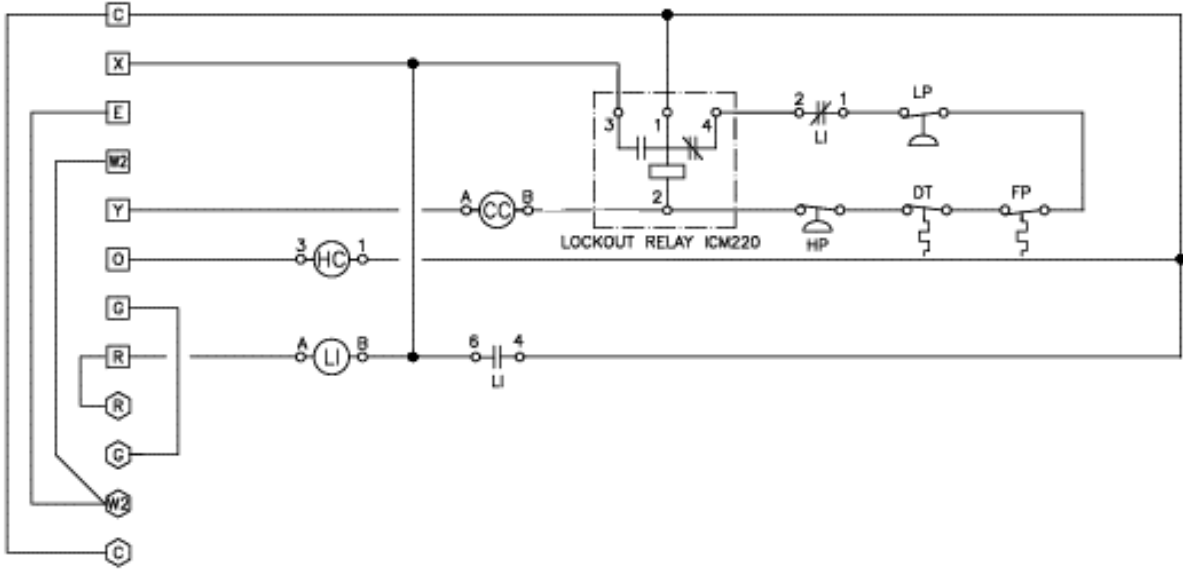 C
X
E
3 1 4 2 1 LP
LI
W2
Y A CC B 2 DT FP
LOCKOUT RELAY ICM220 HP
O 3 HC 1
G
R A LI B 6 4
LI
R
G
W2
C